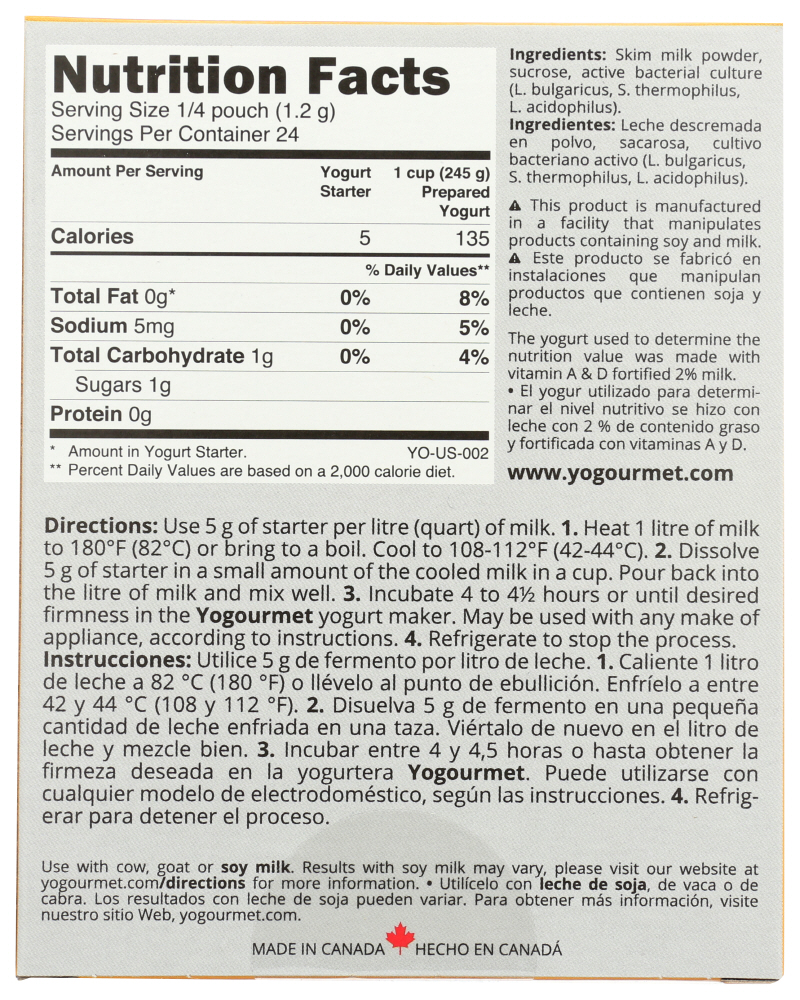 Nutrition Facts
Serving Size 1/4 pouch (1.2 g)
Servings Per Container 24
Amount Per Serving Yogurt Starter 1 cup (245 g) Prepared Yogurt
Calories 5 135
% Daily Values**
Total Fat 0g* 0% 8%
Sodium 5mg 0% 5%
Total Carbohydrate 1g 0% 4%
Sugars 1g
Protein 0g
* Amount in Yogurt Starter. YO-US-002
** Percent Daily Values are based on a 2,000 calorie diet.
Ingredients: Skim milk powder,
sucrose, active bacterial culture
(L. bulgaricus, S. thermophilus,
L. acidophilus).
Ingredientes: Leche descremada
en polvo, sacarosa, cultivo
bacteriano activo (L. bulgaricus,
S. thermophilus, L. acidophilus).
⚠ This product is manufactured
in a facility that manipulates
products containing soy and milk.
⚠ Este producto se fabricó en
instalaciones que manipulan
productos que contienen soja y
leche.
The yogurt used to determine the
nutrition value was made with
vitamin A & D fortified 2% milk.
• El yogur utilizado para determi-
nar el nivel nutritivo se hizo con
leche con 2 % de contenido graso
y fortificada con vitaminas A y D.
www.yogourmet.com
Directions: Use 5 g of starter per litre (quart) of milk. 1. Heat 1 litre of milk
to 180°F (82°C) or bring to a boil. Cool to 108-112°F (42-44°C). 2. Dissolve
5 g of starter in a small amount of the cooled milk in a cup. Pour back into
the litre of milk and mix well. 3. Incubate 4 to 4½ hours or until desired
firmness in the Yogourmet yogurt maker. May be used with any make of
appliance, according to instructions. 4. Refrigerate to stop the process.
Instrucciones: Utilice 5 g de fermento por litro de leche. 1. Caliente 1 litro
de leche a 82 °C (180 °F) o llévelo al punto de ebullición. Enfríelo a entre
42 y 44 °C (108 y 112 °F). 2. Disuelva 5 g de fermento en una pequeña
cantidad de leche enfriada en una taza. Viértalo de nuevo en el litro de
leche y mezcle bien. 3. Incubar entre 4 y 4,5 horas o hasta obtener la
firmeza deseada en la yogurtera Yogourmet. Puede utilizarse con
cualquier modelo de electrodoméstico, según las instrucciones. 4. Refrig-
erar para detener el proceso.
Use with cow, goat or soy milk. Results with soy milk may vary, please visit our website at
yogourmet.com/directions for more information. • Utilícelo con leche de soja, de vaca o de
cabra. Los resultados con leche de soja pueden variar. Para obtener más información, visite
nuestro sitio Web, yogourmet.com.
MADE IN CANADA HECHO EN CANADÁ